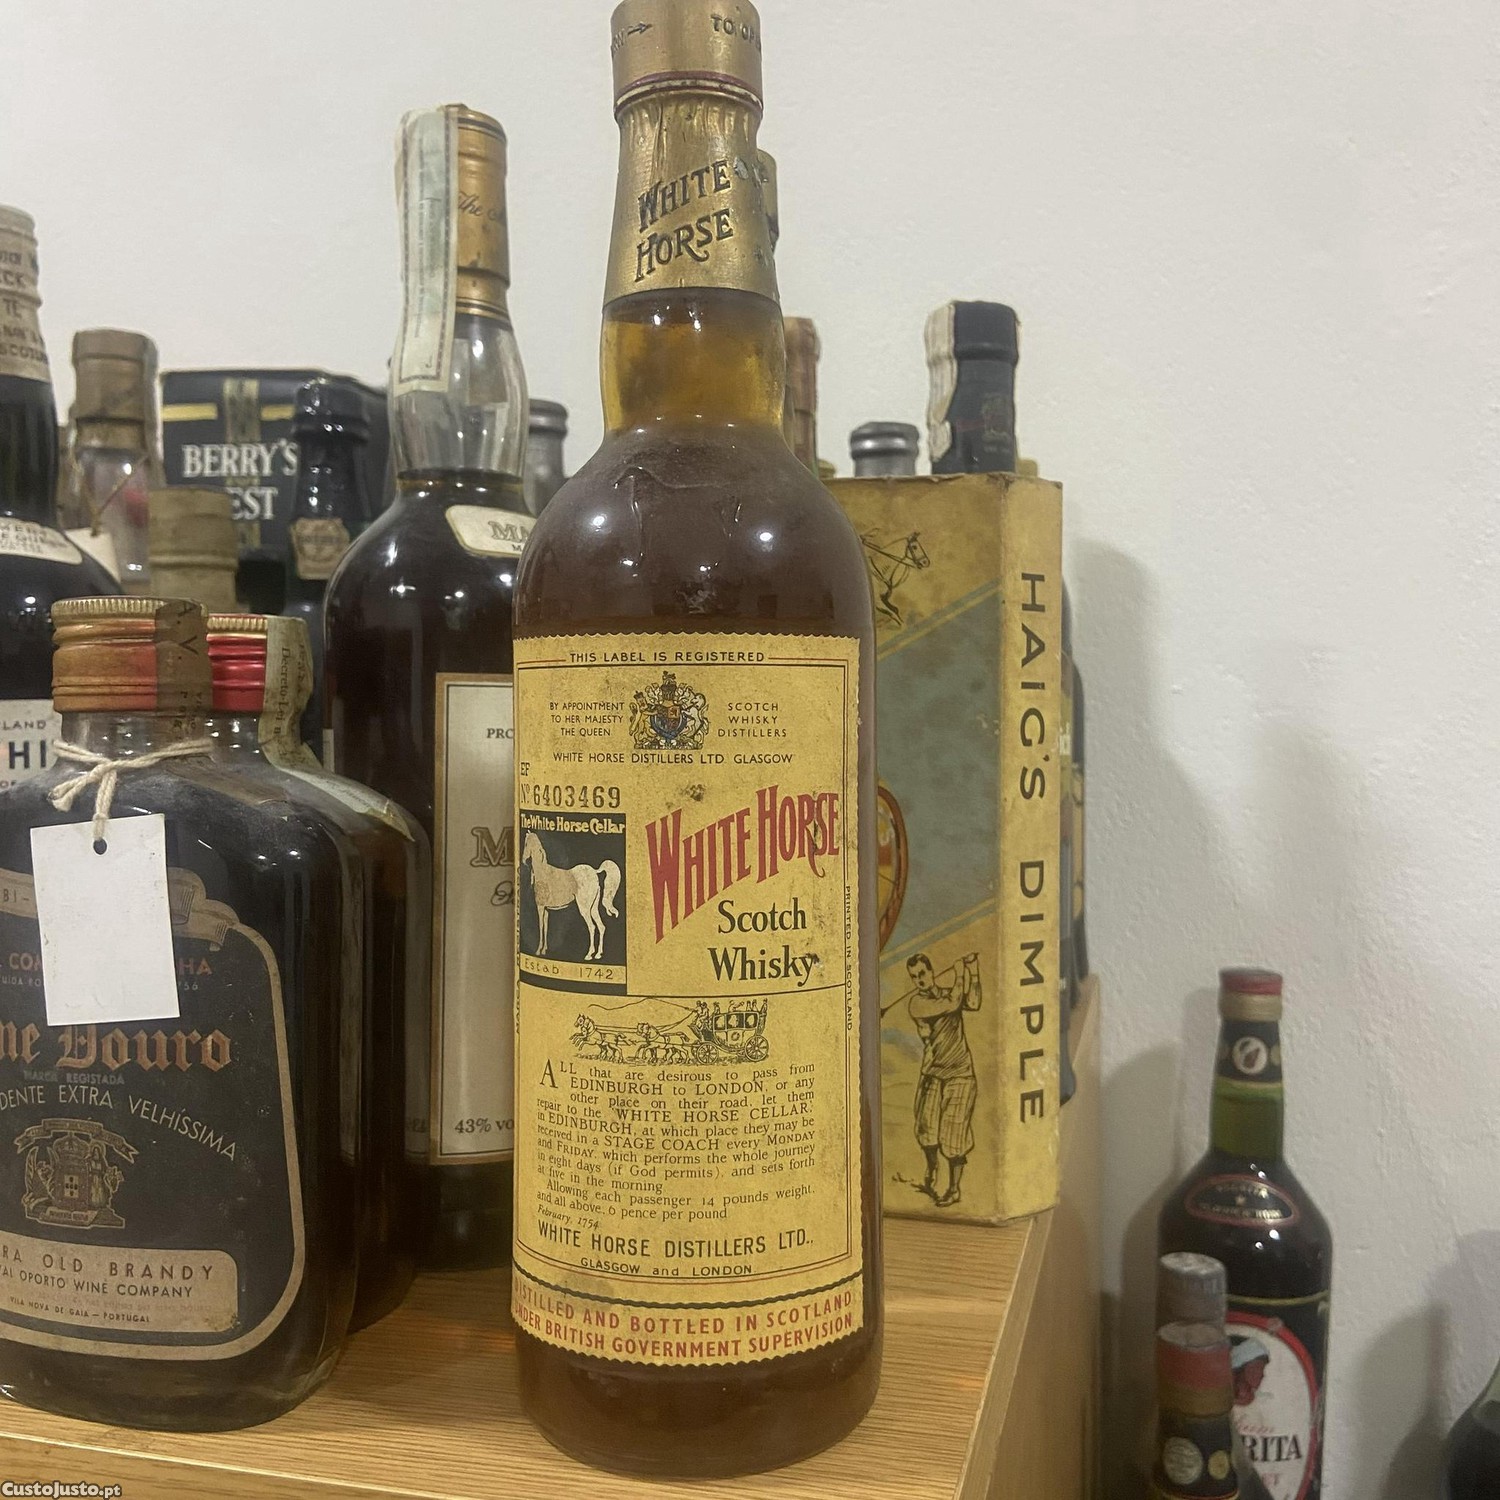 TO OPEN
WHITE
HORSE
THIS LABEL IS REGISTERED
BY APPOINTMENT
TO HER MAJESTY
THE QUEEN
SCOTCH
WHISKY
DISTILLERS
WHITE HORSE DISTILLERS LTD. GLASGOW
EF
Nº 6403469
The White Horse Cellar
Estab 1742
WHITE HORSE
Scotch
Whisky
PRINTED IN SCOTLAND
ALL that are desirous to pass from
EDINBURGH to LONDON, or any
other place on their road, let them
repair to the WHITE HORSE CELLAR,
in EDINBURGH, at which place they may be
received in a STAGE COACH every MONDAY
and FRIDAY, which performs the whole journey
in eight days (if God permits), and sets forth
at five in the morning.
Allowing each passenger 14 pounds weight,
and all above, 6 pence per pound
February, 1754.
WHITE HORSE DISTILLERS LTD.,
GLASGOW and LONDON
DISTILLED AND BOTTLED IN SCOTLAND
UNDER BRITISH GOVERNMENT SUPERVISION
BERRY'S
The
43%
HAIG'S DIMPLE
Douro
MARCA REGISTADA
EXTRA VELHÍSSIMA
OLD BRANDY
OPORTO WINE COMPANY
VILA NOVA DE GAIA — PORTUGAL
CustoJusto.pt